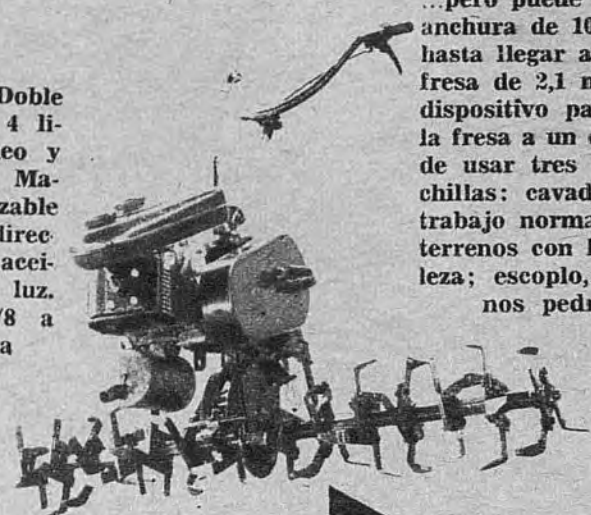 Doble
4 li-
eo y
Ma-
zable
direc-
acei-
luz.
/8 a
a
...pero puede
anchura de 10
hasta llegar a
fresa de 2,1 m
dispositivo pa
la fresa a un
de usar tres
chillas: cavad
trabajo norma
terrenos con
leza; escoplo,
nos pedr